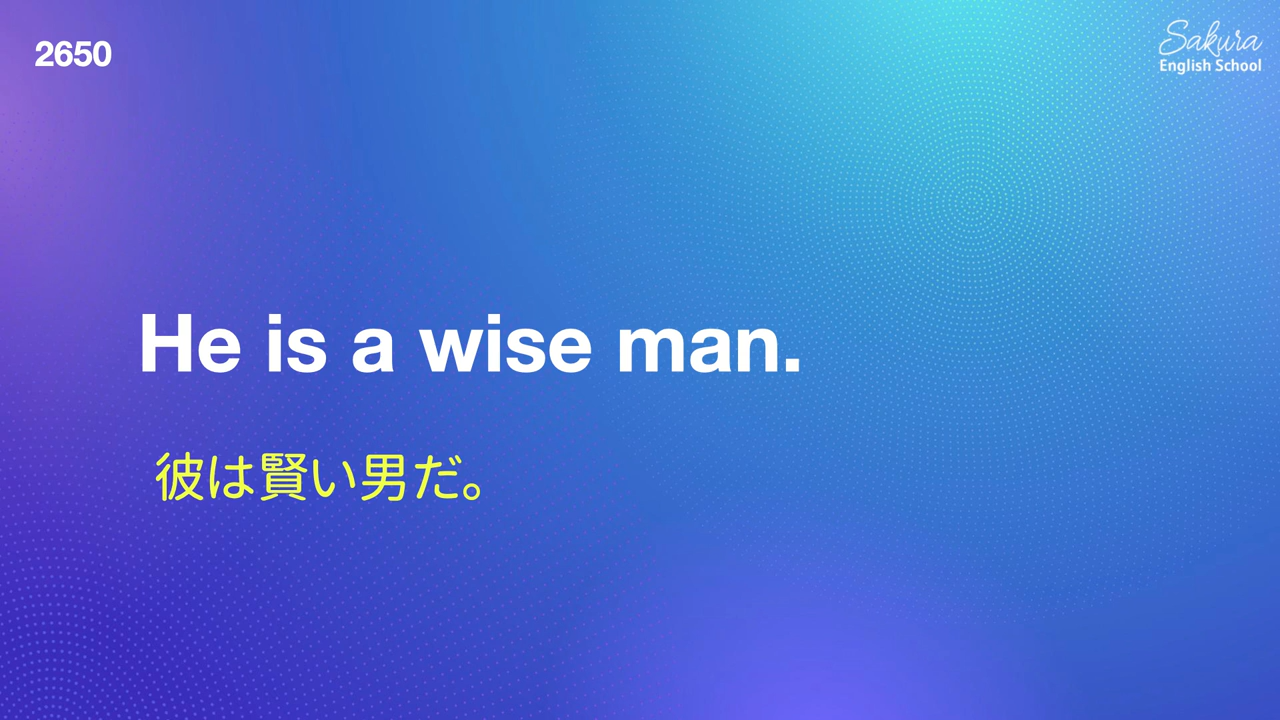 2650
Sakura
English School
He is a wise man.
彼は賢い男だ。